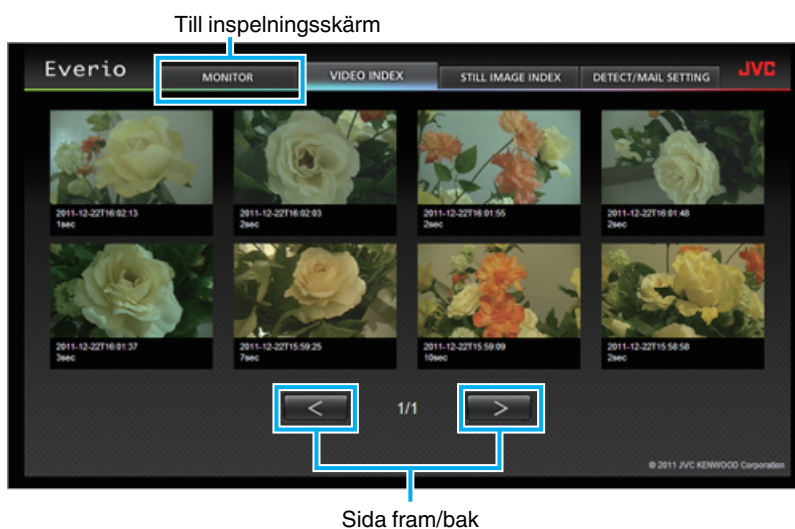 Till inspelningsskärm
Everio MONITOR VIDEO INDEX STILL IMAGE INDEX DETECT/MAIL SETTING JVC
2011-12-22T16:02:13 2011-12-22T16:02:03 2011-12-22T16:01:55 2011-12-22T16:01:48
1sec 2sec 2sec 2sec
2011-12-22T16:01:37 2011-12-22T15:59:25 2011-12-22T15:59:09 2011-12-22T15:58:58
3sec 7sec 10sec 2sec
< 1/1 >
© 2011 JVC KENWOOD Corporation
Sida fram/bak